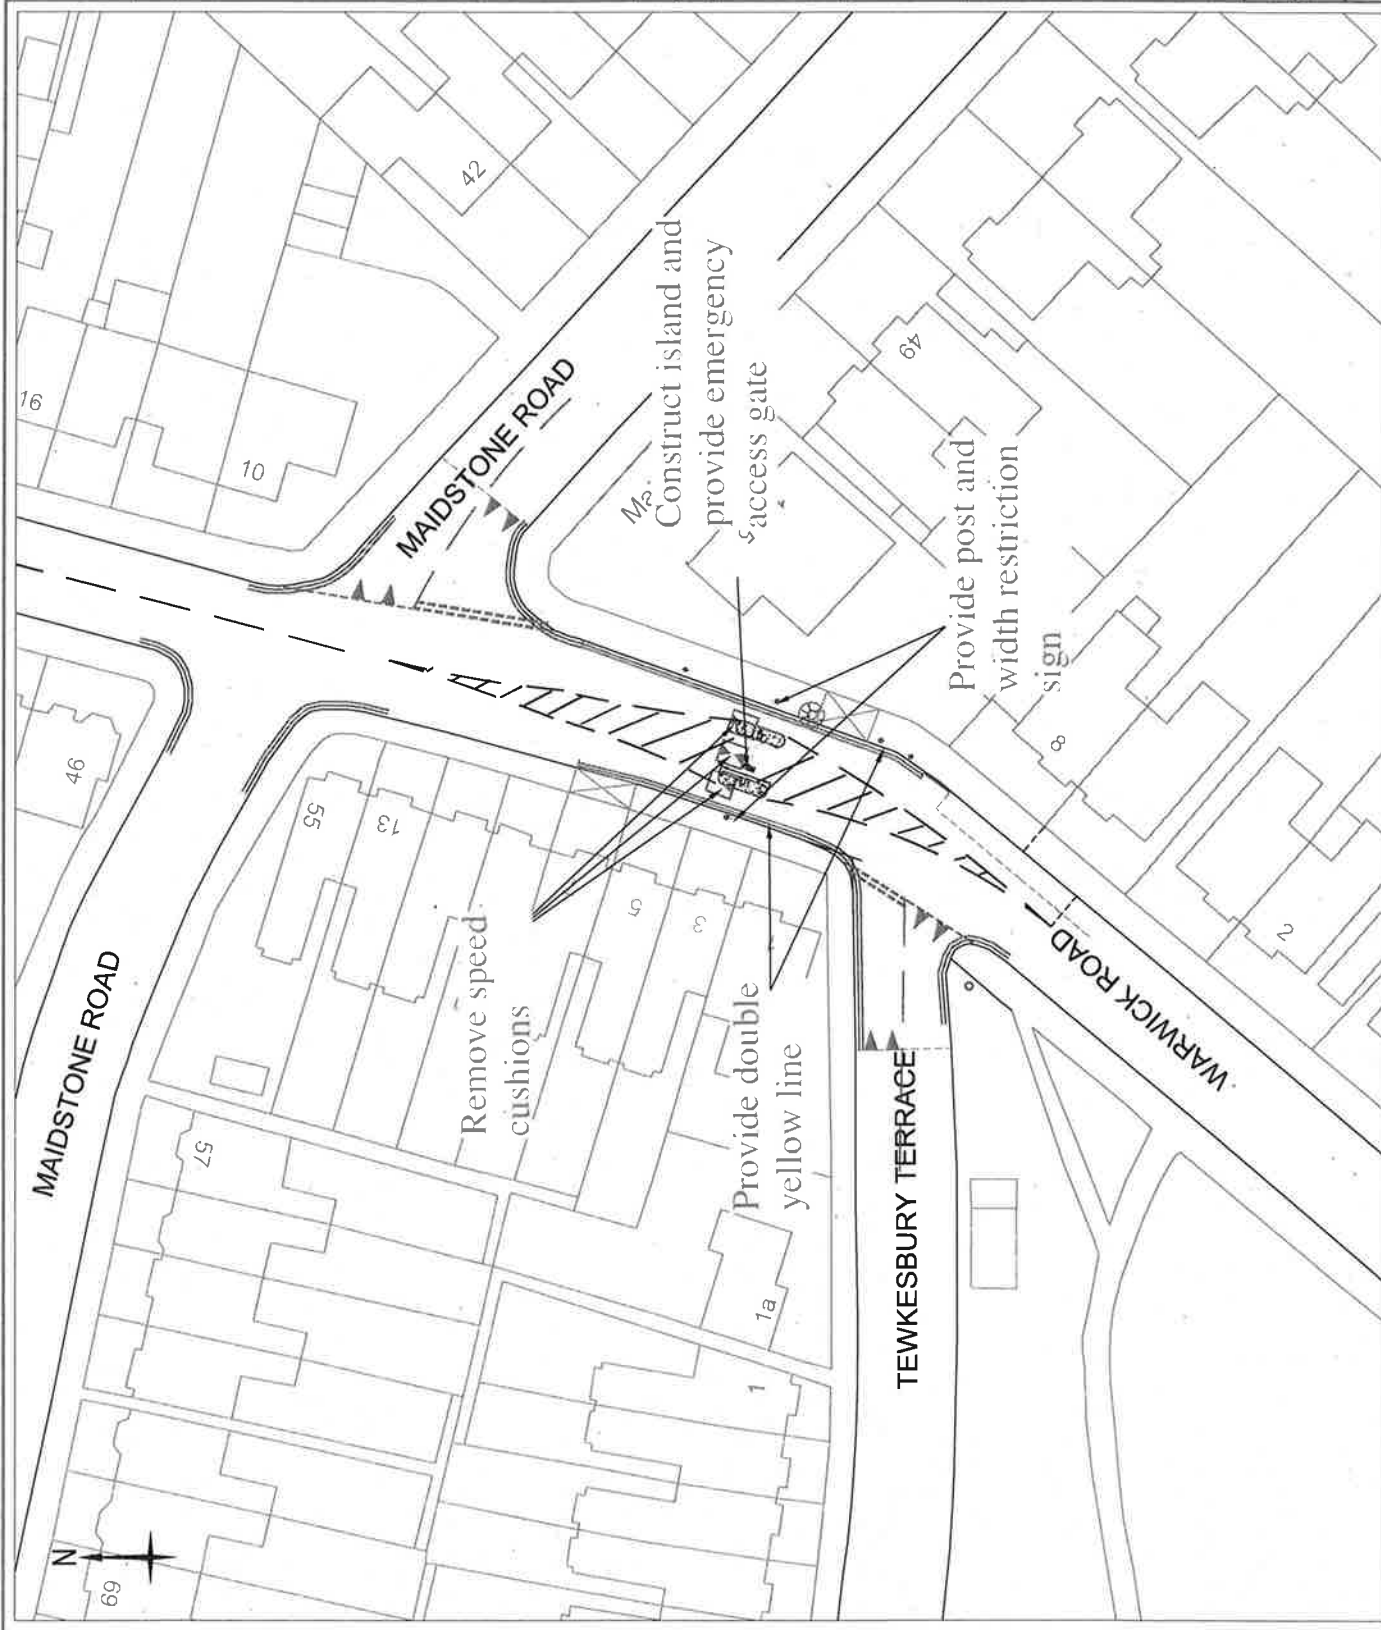 N
69
MAIDSTONE ROAD
57
46
55
13
5
3
1a
1
16
10
42
MAIDSTONE ROAD
Remove speed
cushions
Provide double
yellow line
Construct island and
provide emergency
access gate
Provide post and
width restriction
sign
49
8
2
TEWKESBURY TERRACE
WARWICK ROAD